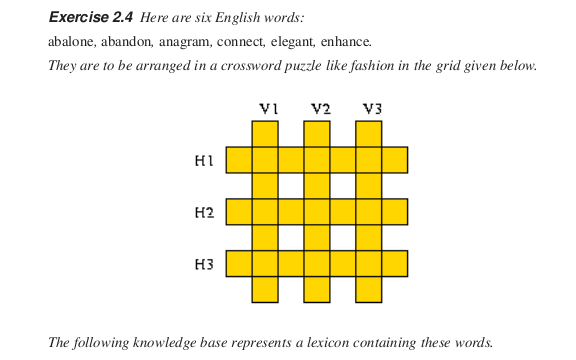 Exercise 2.4 Here are six English words:
abalone, abandon, anagram, connect, elegant, enhance.
They are to be arranged in a crossword puzzle like fashion in the grid given below.
V1 V2 V3
H1
H2
H3
The following knowledge base represents a lexicon containing these words.